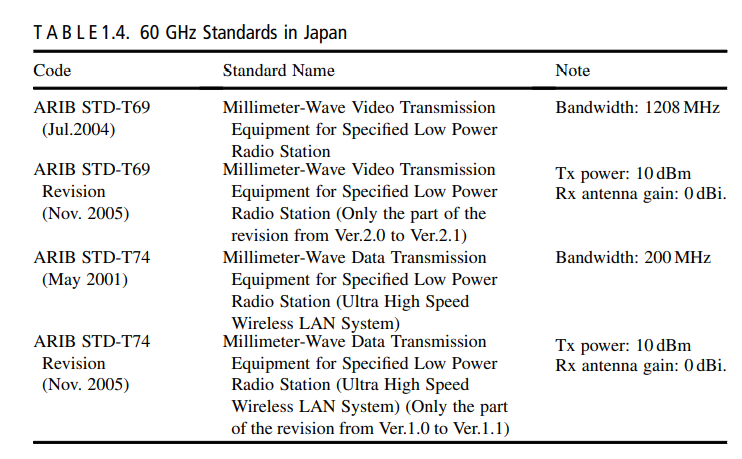 TABLE 1.4. 60 GHz Standards in Japan
Code Standard Name Note
ARIB STD-T69 Millimeter-Wave Video Transmission Bandwidth: 1208 MHz
(Jul.2004) Equipment for Specified Low Power
Radio Station
ARIB STD-T69 Millimeter-Wave Video Transmission Tx power: 10 dBm
Revision Equipment for Specified Low Power Rx antenna gain: 0 dBi.
(Nov. 2005) Radio Station (Only the part of the
revision from Ver.2.0 to Ver.2.1)
ARIB STD-T74 Millimeter-Wave Data Transmission Bandwidth: 200 MHz
(May 2001) Equipment for Specified Low Power
Radio Station (Ultra High Speed
Wireless LAN System)
ARIB STD-T74 Millimeter-Wave Data Transmission Tx power: 10 dBm
Revision Equipment for Specified Low Power Rx antenna gain: 0 dBi.
(Nov. 2005) Radio Station (Ultra High Speed
Wireless LAN System) (Only the part
of the revision from Ver.1.0 to Ver.1.1)